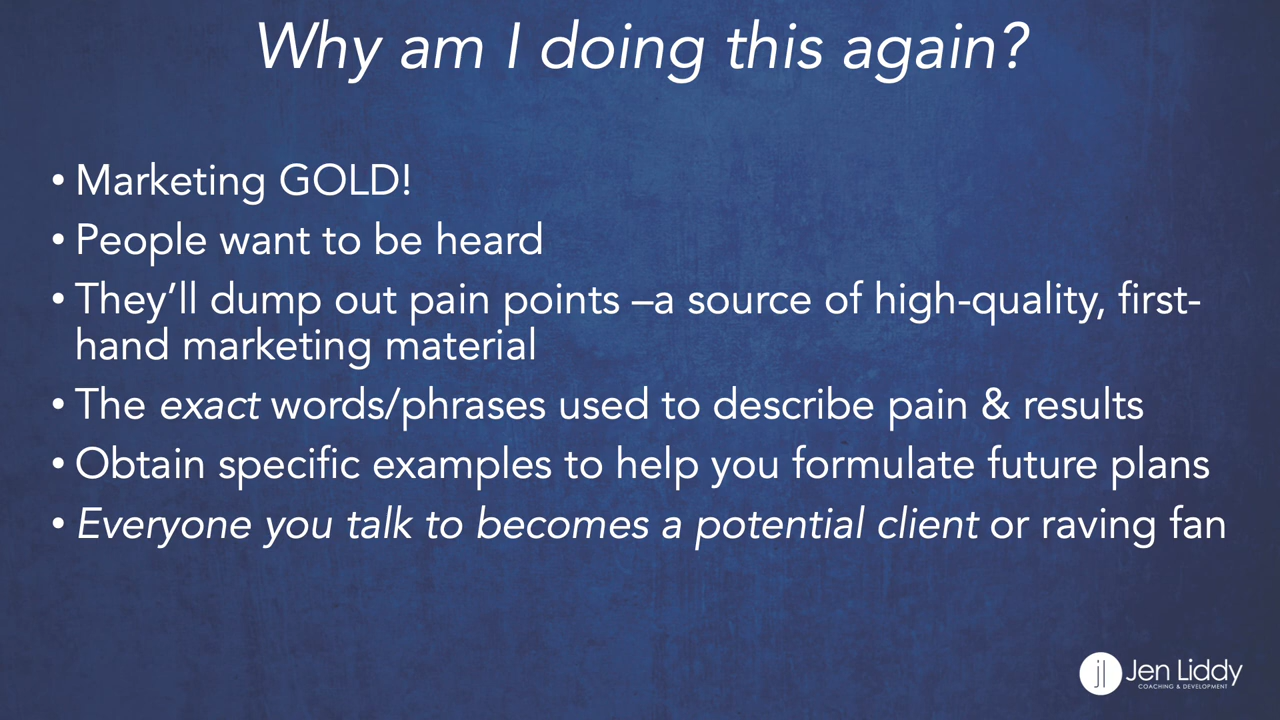 Why am I doing this again?
• Marketing GOLD!
• People want to be heard
• They’ll dump out pain points –a source of high-quality, first-
hand marketing material
• The exact words/phrases used to describe pain & results
• Obtain specific examples to help you formulate future plans
• Everyone you talk to becomes a potential client or raving fan
jl Jen Liddy
COACHING & DEVELOPMENT